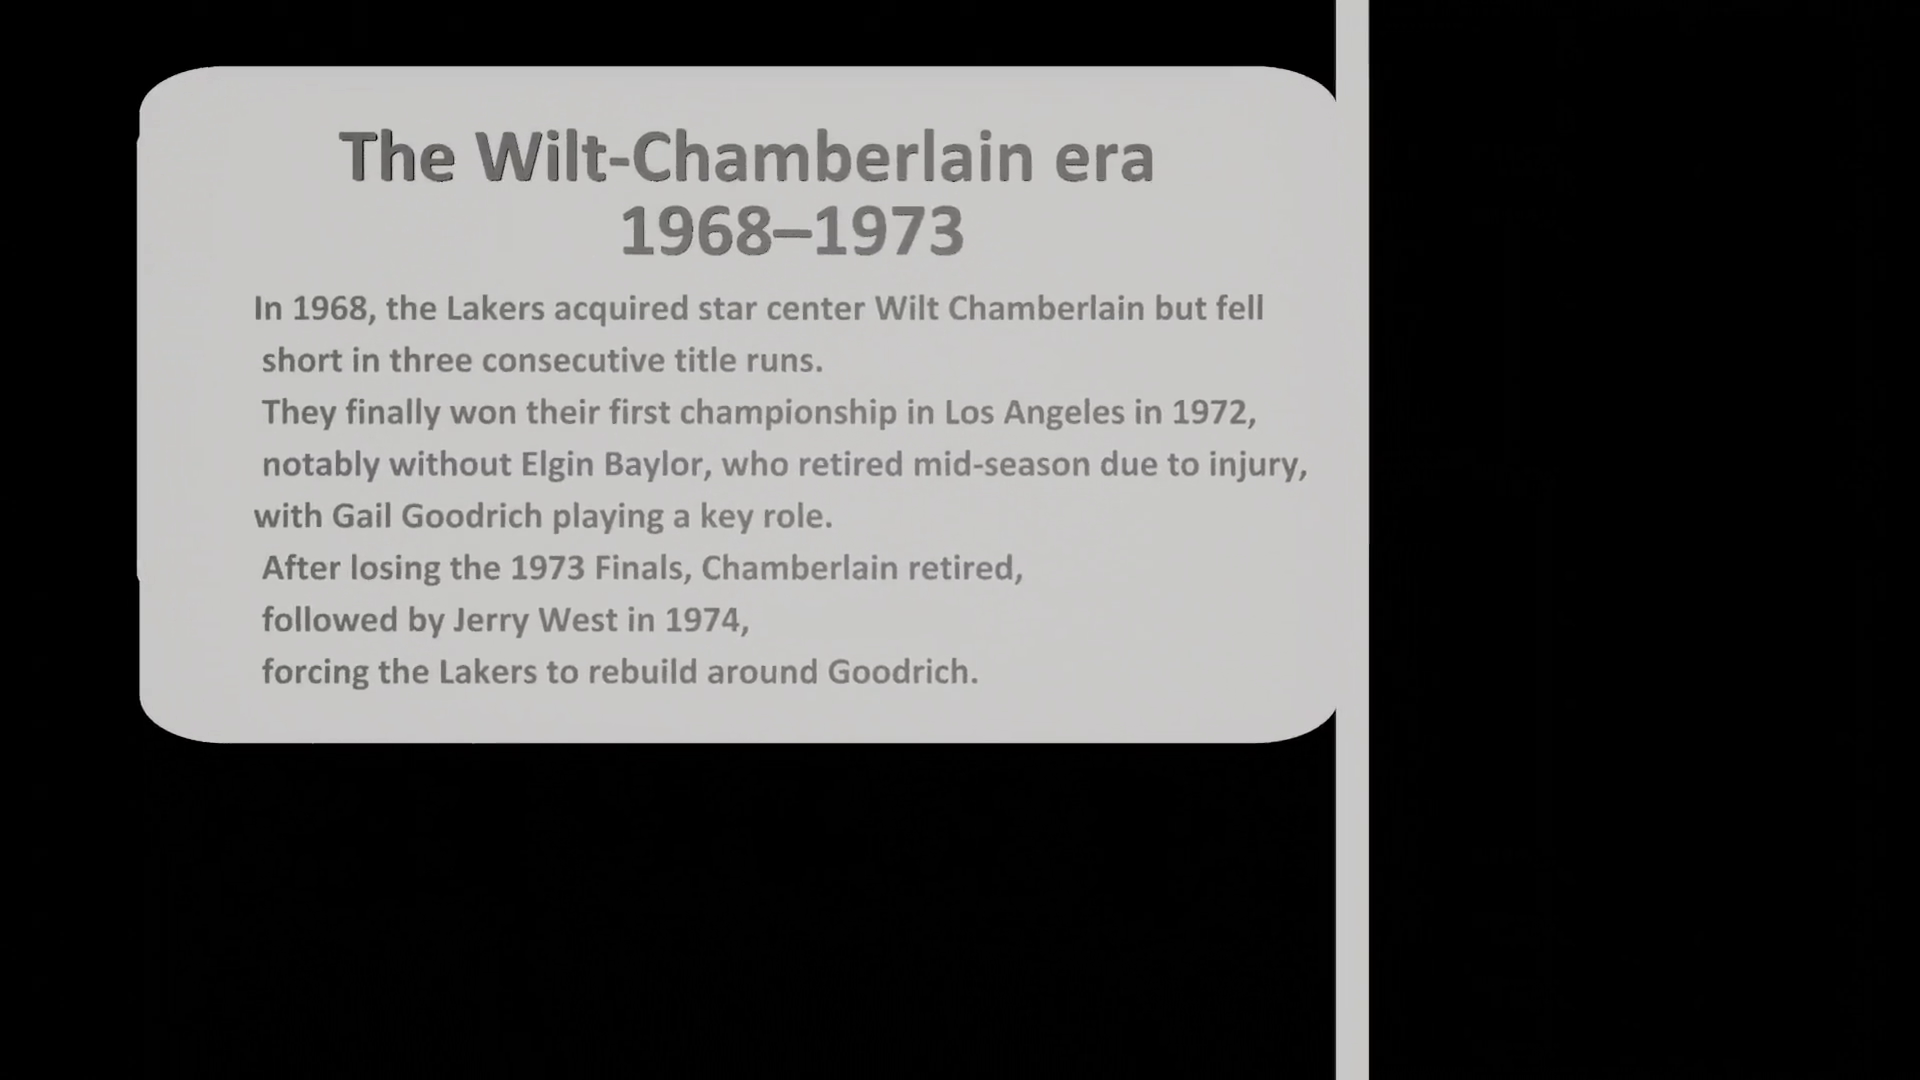 The Wilt-Chamberlain era
1968–1973
In 1968, the Lakers acquired star center Wilt Chamberlain but fell
short in three consecutive title runs.
They finally won their first championship in Los Angeles in 1972,
notably without Elgin Baylor, who retired mid-season due to injury,
with Gail Goodrich playing a key role.
After losing the 1973 Finals, Chamberlain retired,
followed by Jerry West in 1974,
forcing the Lakers to rebuild around Goodrich.